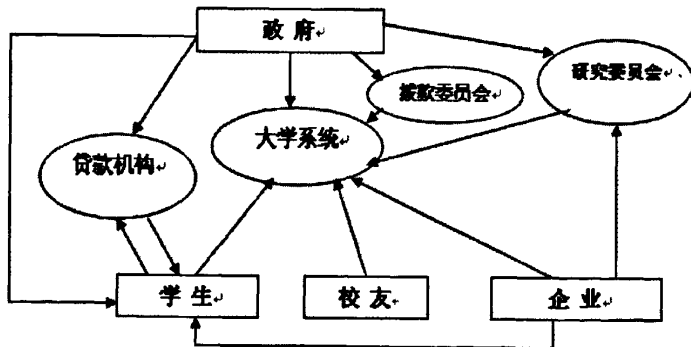 政府
研究委员会
拨款委员会
大学系统
贷款机构
学生
校友
企业